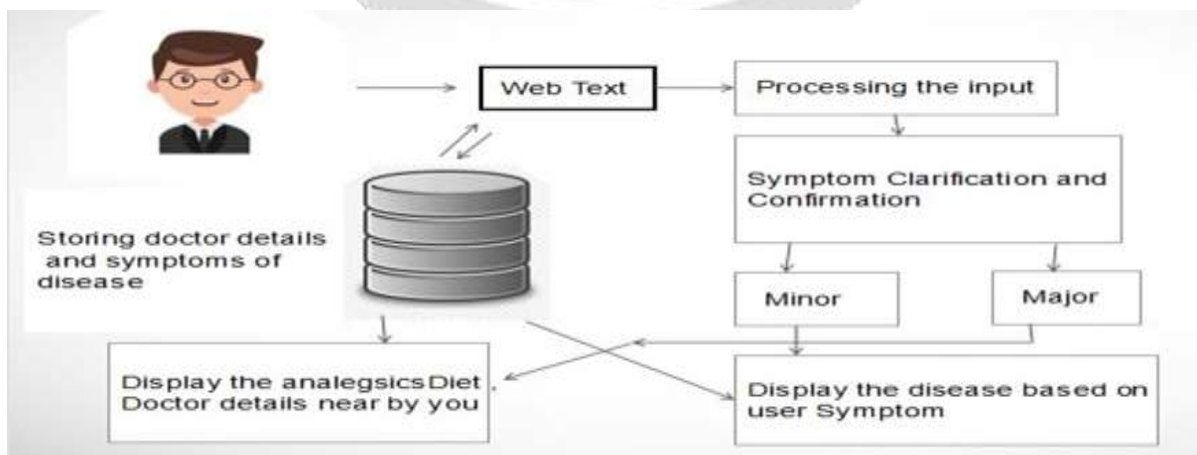 Web Text
Processing the input
Symptom Clarification and
Confirmation
Storing doctor details
and symptoms of
disease
Minor
Major
Display the analegsicsDiet .
Doctor details near by you
Display the disease based on
user Symptom